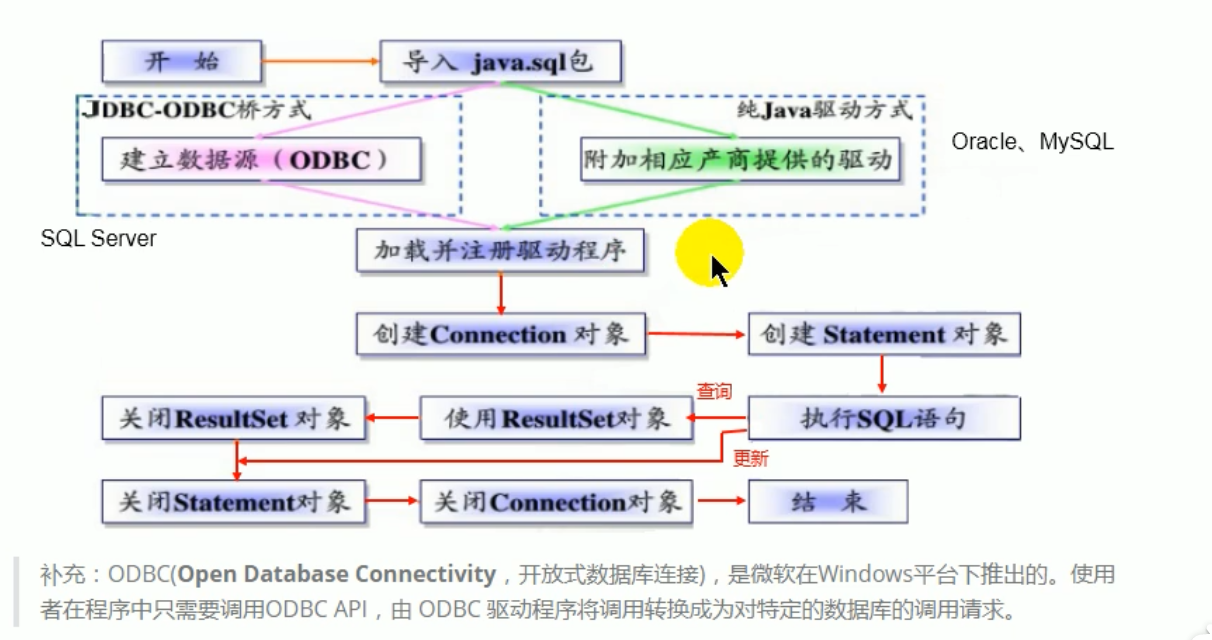 开 始
导入 java.sql包
JDBC-ODBC桥方式
纯Java驱动方式
建立数据源（ODBC）
附加相应产商提供的驱动
Oracle、MySQL
SQL Server
加载并注册驱动程序
创建Connection 对象
创建 Statement 对象
查询
关闭ResultSet 对象
使用ResultSet对象
执行SQL语句
更新
关闭Statement对象
关闭Connection对象
结 束
补充：ODBC(Open Database Connectivity，开放式数据库连接)，是微软在Windows平台下推出的。使用
者在程序中只需要调用ODBC API，由 ODBC 驱动程序将调用转换成为对特定的数据库的调用请求。